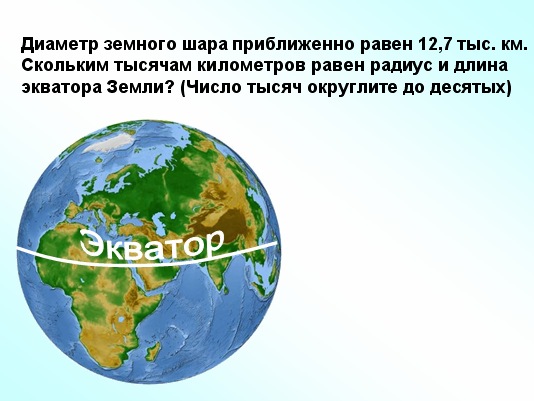 Диаметр земного шара приближенно равен 12,7 тыс. км.
Скольким тысячам километров равен радиус и длина
экватора Земли? (Число тысяч округлите до десятых)
Экватор